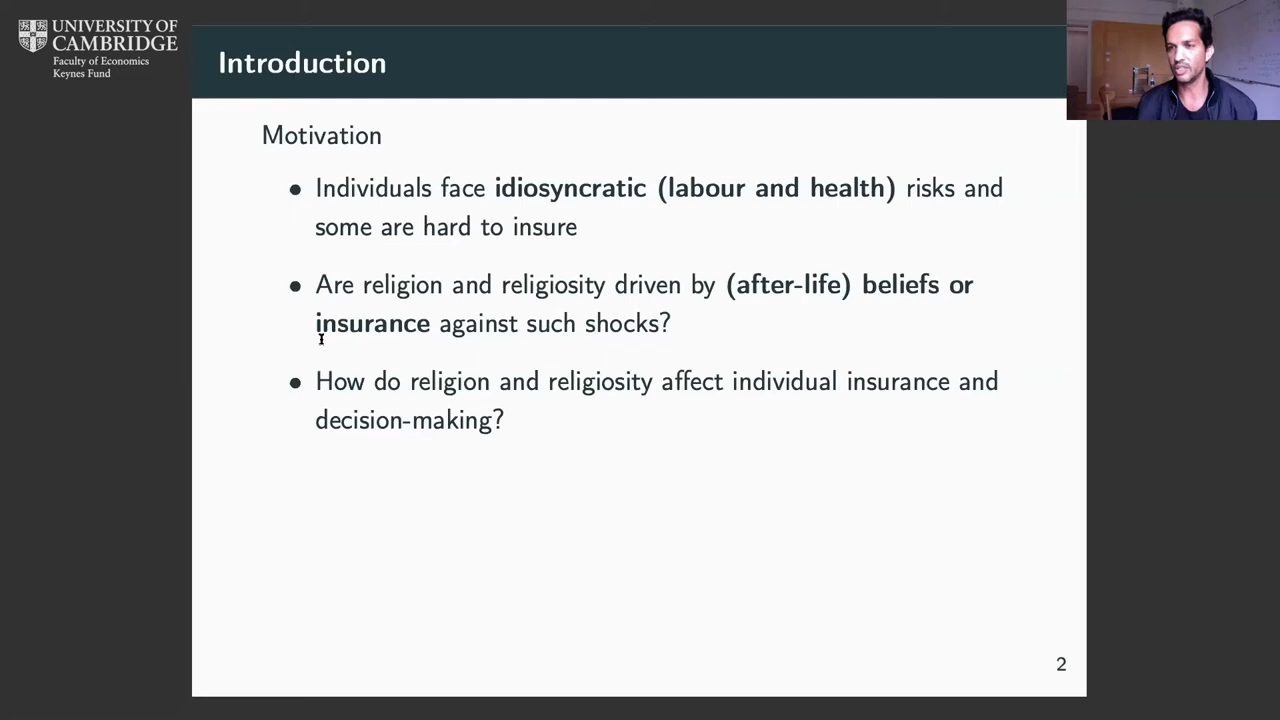 UNIVERSITY OF
CAMBRIDGE
Faculty of Economics
Keynes Fund
Introduction
Motivation
• Individuals face idiosyncratic (labour and health) risks and
some are hard to insure
• Are religion and religiosity driven by (after-life) beliefs or
insurance against such shocks?
• How do religion and religiosity affect individual insurance and
decision-making?
2